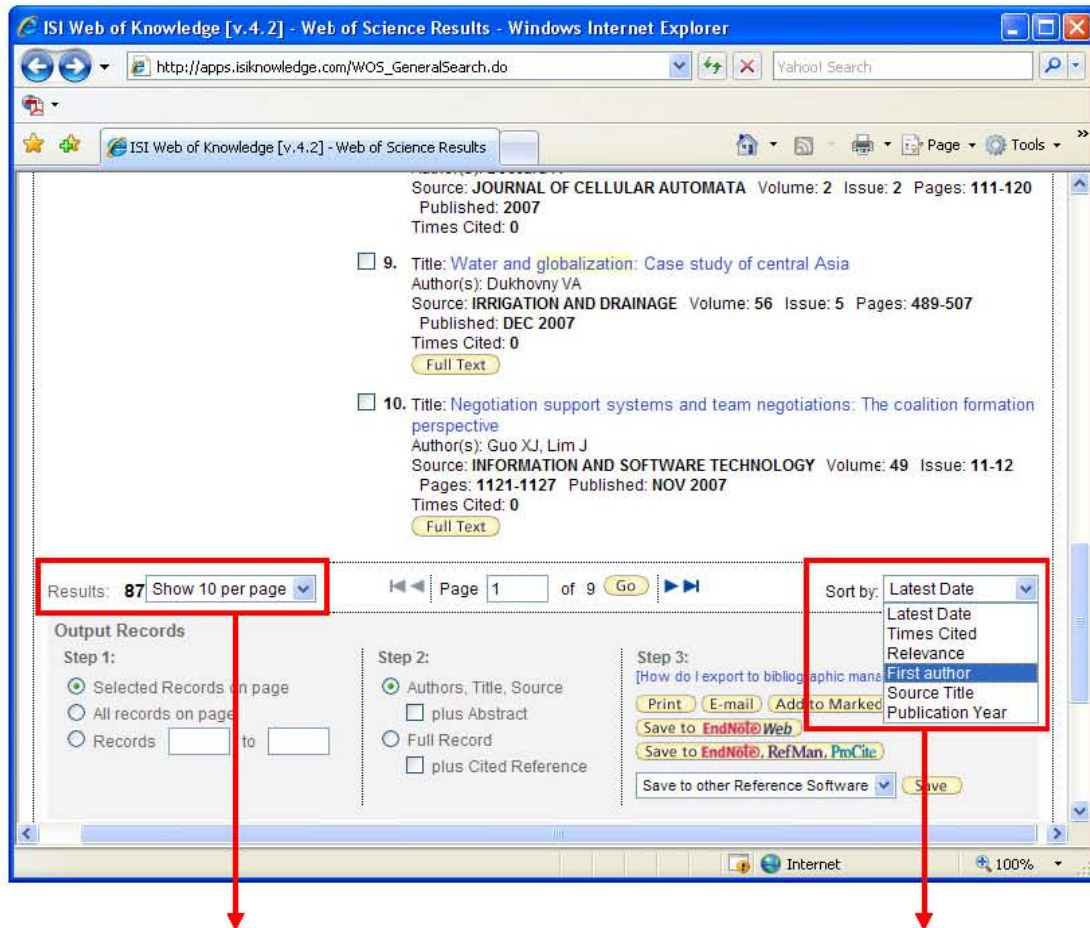 ISI Web of Knowledge [v.4.2] - Web of Science Results - Windows Internet Explorer
http://apps.isiknowledge.com/WOS_GeneralSearch.do
Yahoo! Search
ISI Web of Knowledge [v.4.2] - Web of Science Results
Page
Tools
Source: JOURNAL OF CELLULAR AUTOMATA Volume: 2 Issue: 2 Pages: 111-120
Published: 2007
Times Cited: 0
9. Title: Water and globalization: Case study of central Asia
Author(s): Dukhovny VA
Source: IRRIGATION AND DRAINAGE Volume: 56 Issue: 5 Pages: 489-507
Published: DEC 2007
Times Cited: 0
Full Text
10. Title: Negotiation support systems and team negotiations: The coalition formation
perspective
Author(s): Guo XJ, Lim J
Source: INFORMATION AND SOFTWARE TECHNOLOGY Volume: 49 Issue: 11-12
Pages: 1121-1127 Published: NOV 2007
Times Cited: 0
Full Text
Results: 87 Show 10 per page
Page 1 of 9 Go
Sort by: Latest Date
Latest Date
Times Cited
Relevance
First author
Source Title
Publication Year
Output Records
Step 1:
Selected Records on page
All records on page
Records to
Step 2:
Authors, Title, Source
plus Abstract
Full Record
plus Cited Reference
Step 3:
[How do I export to bibliographic mana
Print E-mail Add to Marked
Save to EndNote Web
Save to EndNote, RefMan, ProCite
Save to other Reference Software Save
Internet
100%